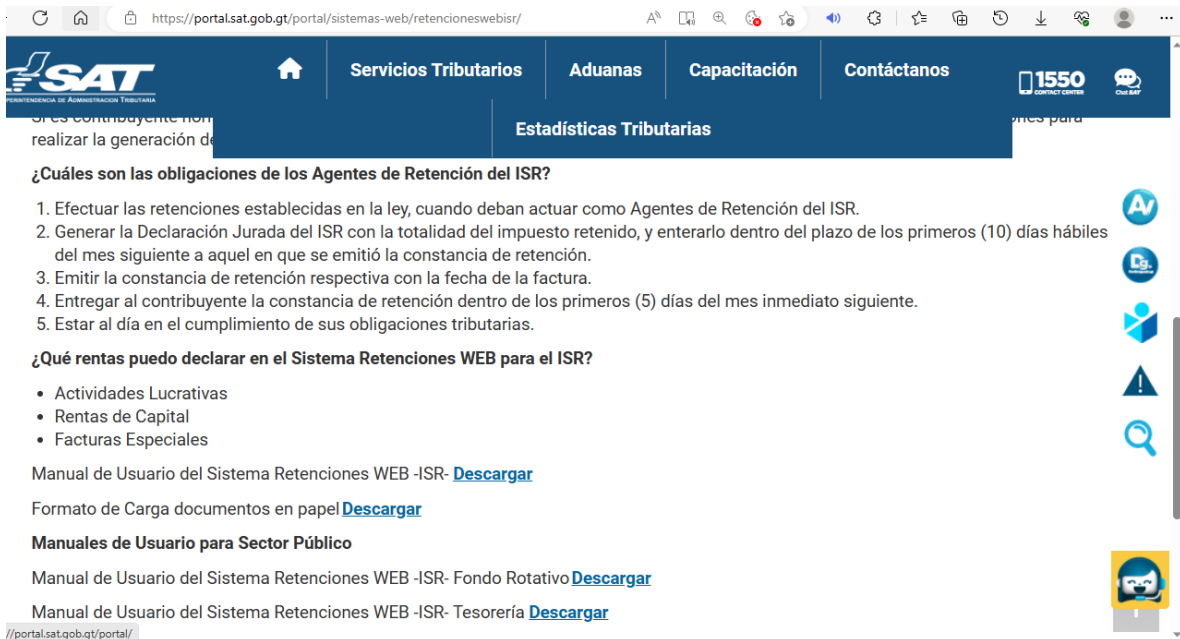 https://portal.sat.gob.gt/portal/sistemas-web/retencioneswebisr/
SAT
SUPERINTENDENCIA DE ADMINISTRACION TRIBUTARIA
Servicios Tributarios
Aduanas
Capacitación
Contáctanos
1550
CONTACT CENTER
Chat SAT
Estadísticas Tributarias
realizar la generación de
¿Cuáles son las obligaciones de los Agentes de Retención del ISR?
1. Efectuar las retenciones establecidas en la ley, cuando deban actuar como Agentes de Retención del ISR.
2. Generar la Declaración Jurada del ISR con la totalidad del impuesto retenido, y enterarlo dentro del plazo de los primeros (10) días hábiles
del mes siguiente a aquel en que se emitió la constancia de retención.
3. Emitir la constancia de retención respectiva con la fecha de la factura.
4. Entregar al contribuyente la constancia de retención dentro de los primeros (5) días del mes inmediato siguiente.
5. Estar al día en el cumplimiento de sus obligaciones tributarias.
¿Qué rentas puedo declarar en el Sistema Retenciones WEB para el ISR?
• Actividades Lucrativas
• Rentas de Capital
• Facturas Especiales
Manual de Usuario del Sistema Retenciones WEB -ISR- Descargar
Formato de Carga documentos en papel Descargar
Manuales de Usuario para Sector Público
Manual de Usuario del Sistema Retenciones WEB -ISR- Fondo Rotativo Descargar
Manual de Usuario del Sistema Retenciones WEB -ISR- Tesorería Descargar
//portal.sat.gob.gt/portal/